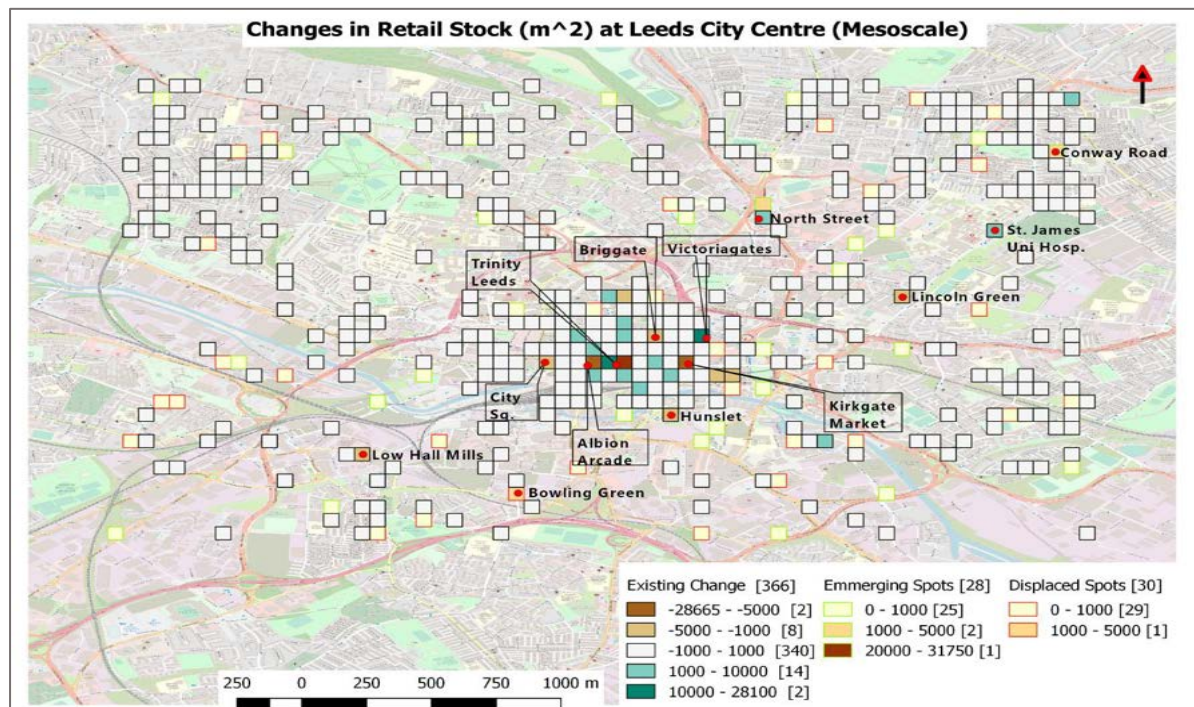 Changes in Retail Stock (m^2) at Leeds City Centre (Mesoscale)
Conway Road
North Street
St. James
Uni Hosp.
Briggate
Victoriagates
Trinity
Leeds
Lincoln Green
City
Sq.
Albion
Arcade
Hunslet
Kirkgate
Market
Low Hall Mills
Bowling Green
Existing Change [366]
-28665 - -5000 [2]
-5000 - -1000 [8]
-1000 - 1000 [340]
1000 - 10000 [14]
10000 - 28100 [2]
Emmerging Spots [28]
0 - 1000 [25]
1000 - 5000 [2]
20000 - 31750 [1]
Displaced Spots [30]
0 - 1000 [29]
1000 - 5000 [1]
250 0 250 500 750 1000 m